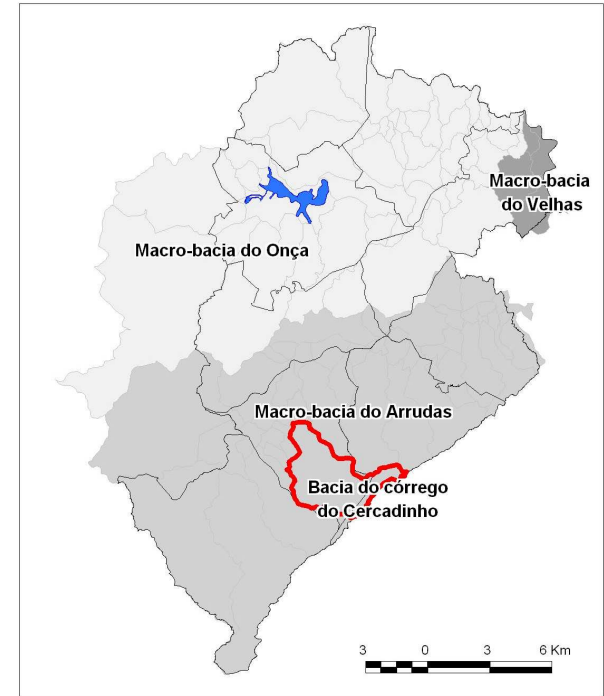 Macro-bacia
do Velhas
Macro-bacia do Onça
Macro-bacia do Arrudas
Bacia do córrego
do Cercadinho
3 0 3 6 Km